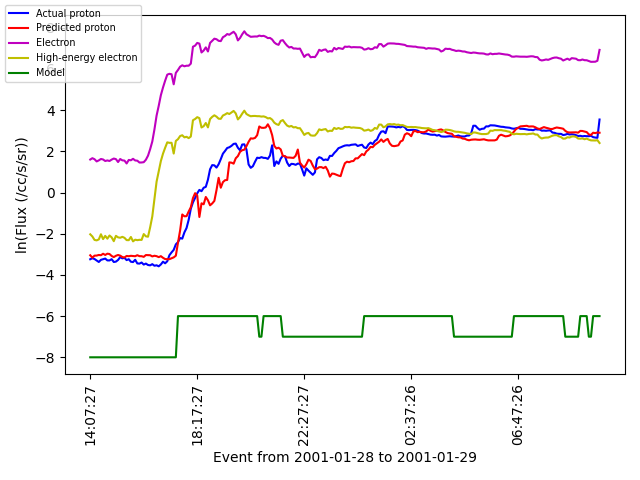 Actual proton
Predicted proton
Electron
High-energy electron
Model
8
6
4
2
0
−2
−4
−6
−8
ln(Flux (/cc/s/sr))
14:07:27
18:17:27
22:27:27
02:37:26
06:47:26
Event from 2001-01-28 to 2001-01-29